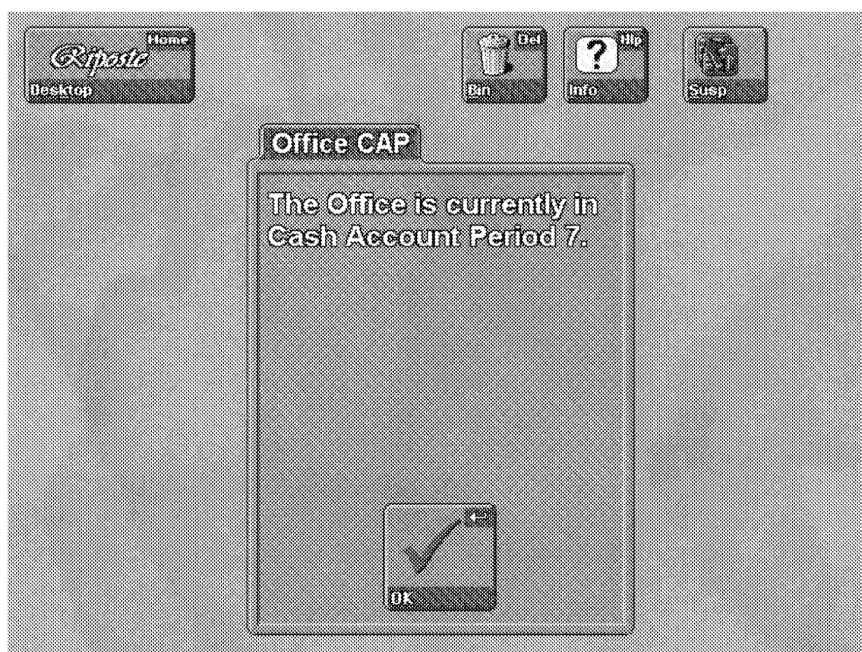 Riposte
Home
Desktop
Del
Bin
Hlp
Info
Susp
Office CAP
The Office is currently in
Cash Account Period 7.
OK